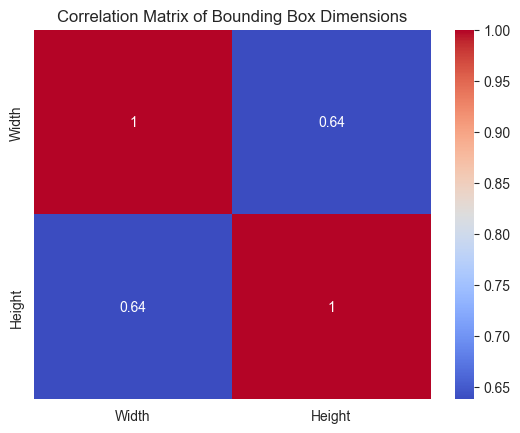 Correlation Matrix of Bounding Box Dimensions
Width
1
0.64
Height
0.64
1
Width
Height
1.00
0.95
0.90
0.85
0.80
0.75
0.70
0.65